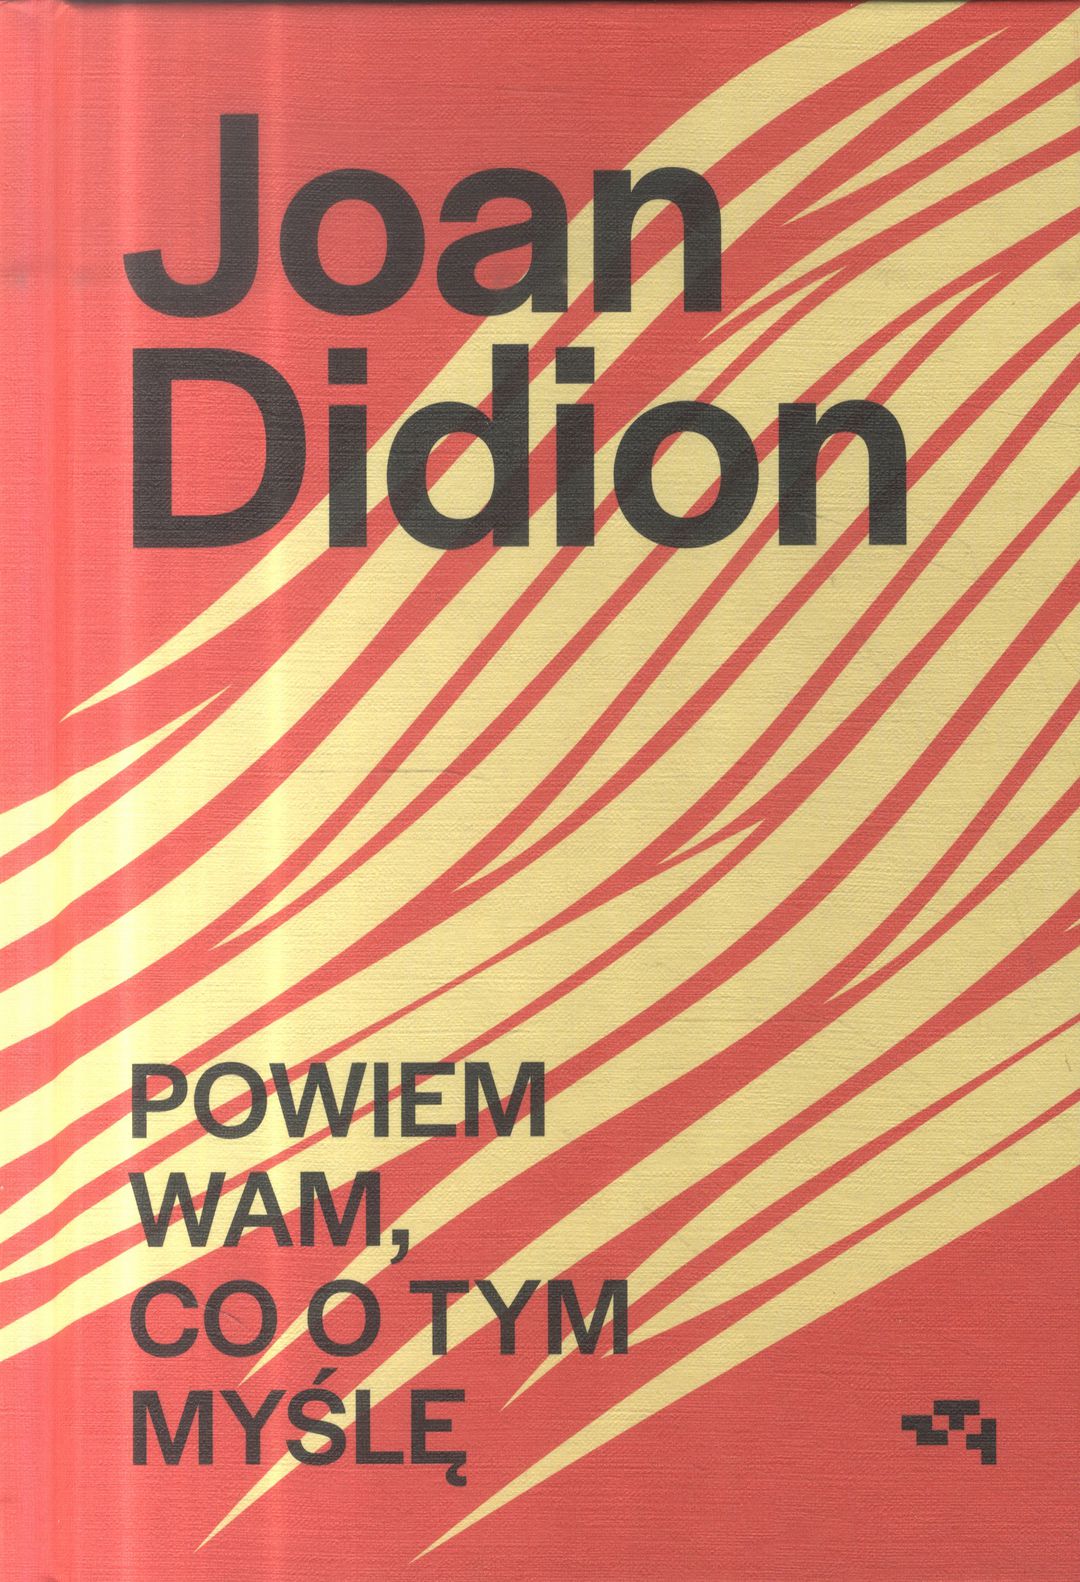 Joan
Didion
POWIEM
WAM,
CO O TYM
MYŚLĘ